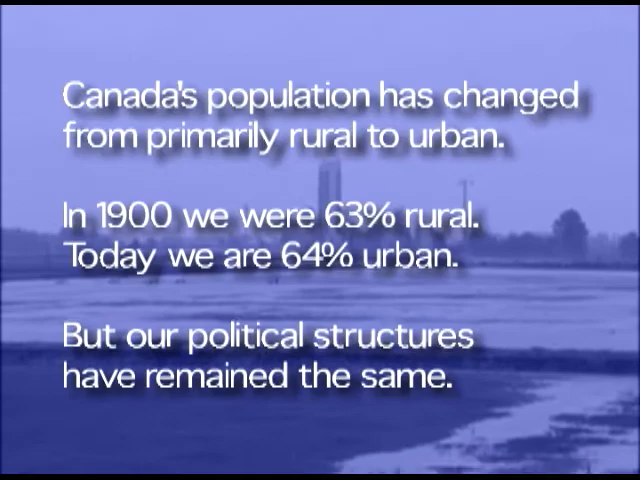 Canada's population has changed
from primarily rural to urban.
In 1900 we were 63% rural.
Today we are 64% urban.
But our political structures
have remained the same.